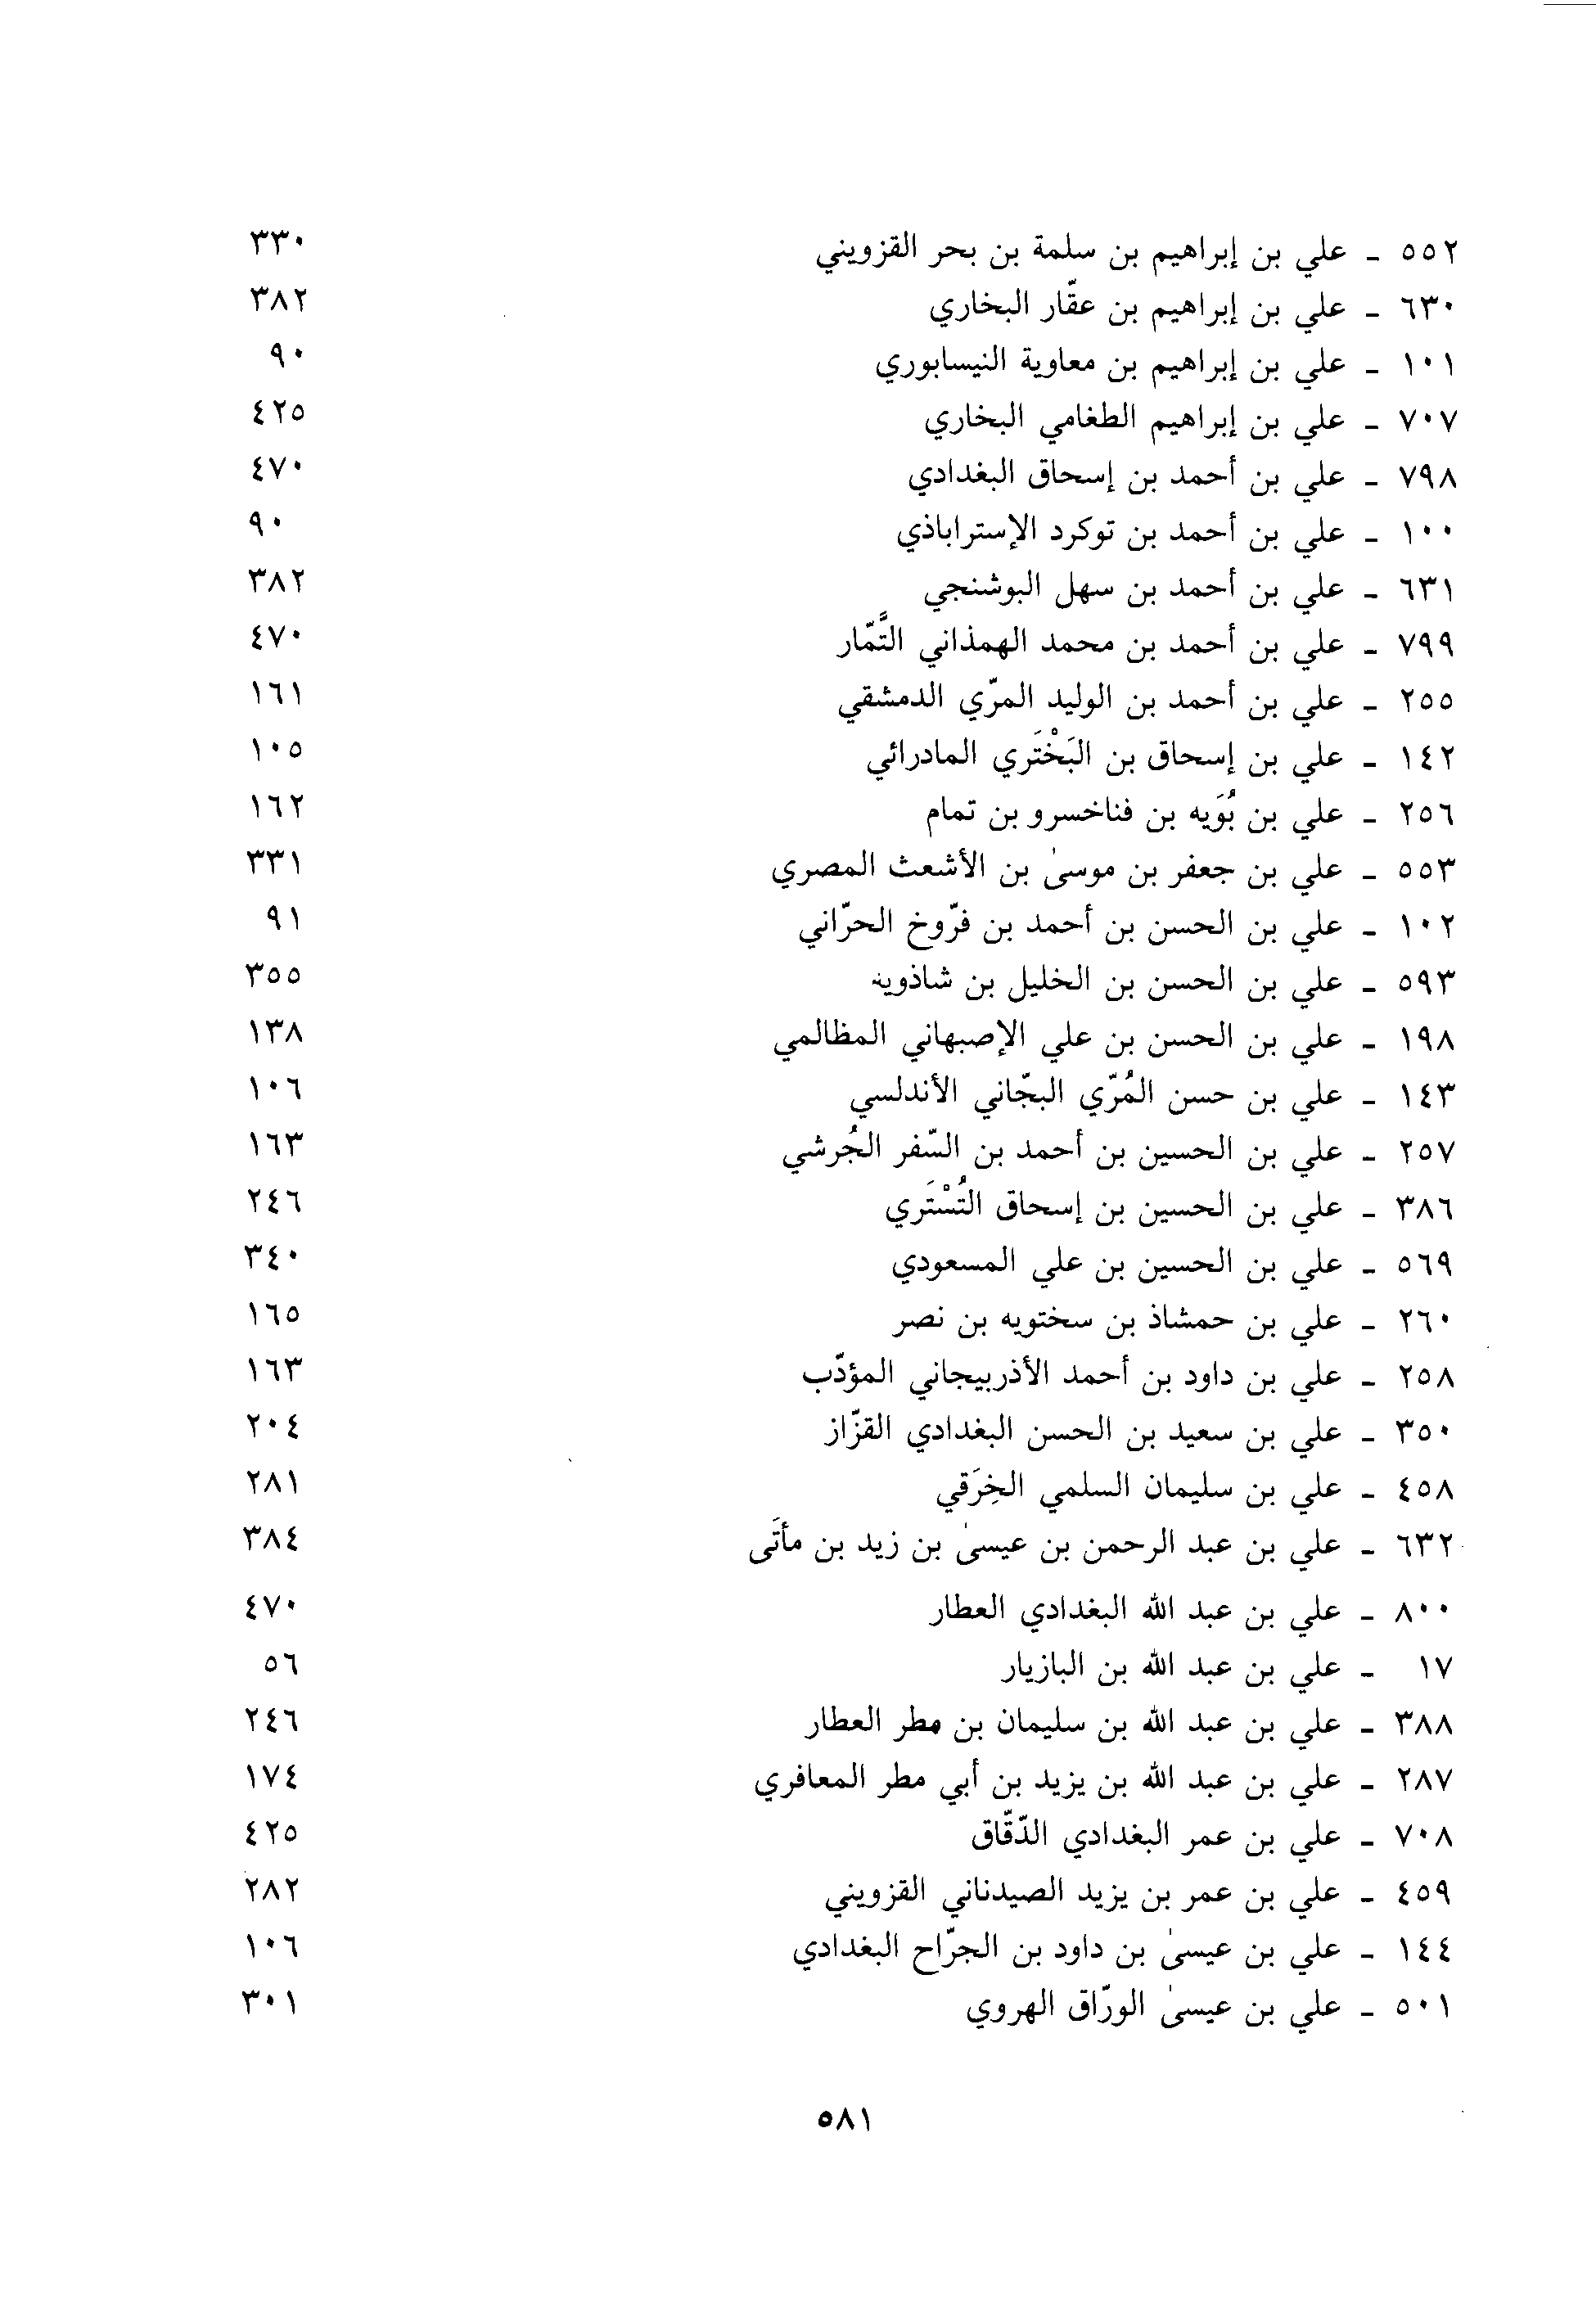 ٥٥٢ ـ علي بن إبراهيم بن سلمة بن بحر القزويني ٣٣٠
٦٣٠ ـ علي بن إبراهيم بن عقّار البخاري ٣٨٢
١٠١ ـ علي بن إبراهيم بن معاوية النيسابوري ٩٠
٧٠٧ ـ علي بن إبراهيم الطغامي البخاري ٤٢٥
٧٩٨ ـ علي بن أحمد بن إسحاق البغدادي ٤٧٠
١٠٠ ـ علي بن أحمد بن توكرد الإستراباذي ٩٠
٦٣١ ـ علي بن أحمد بن سهل البوشنجي ٣٨٢
٧٩٩ ـ علي بن أحمد بن محمد الهمذاني التَّمّار ٤٧٠
٢٥٥ ـ علي بن أحمد بن الوليد المرّي الدمشقي ١٦١
١٤٢ ـ علي بن إسحاق بن البَخْتَري المادرائي ١٠٥
٢٥٦ ـ علي بن بُوَيه بن فناخسرو بن تمام ١٦٢
٥٥٣ ـ علي بن جعفر بن موسىٰ بن الأشعث المصري ٣٣١
١٠٢ ـ علي بن الحسن بن أحمد بن فرّوخ الحرّاني ٩١
٥٩٣ ـ علي بن الحسن بن الخليل بن شاذويه ٣٥٥
١٩٨ ـ علي بن الحسن بن علي الإصبهاني المظالمي ١٣٨
١٤٣ ـ علي بن حسن المُرّي البجّاني الأندلسي ١٠٦
٢٥٧ ـ علي بن الحسين بن أحمد بن السّفر الجُرشي ١٦٣
٣٨٦ ـ علي بن الحسين بن إسحاق التُسْتَري ٢٤٦
٥٦٩ ـ علي بن الحسين بن علي المسعودي ٣٤٠
٢٦٠ ـ علي بن حمشاذ بن سختويه بن نصر ١٦٥
٢٥٨ ـ علي بن داود بن أحمد الأذربيجاني المؤدّب ١٦٣
٣٥٠ ـ علي بن سعيد بن الحسن البغدادي القزّاز ٢٠٤
٤٥٨ ـ علي بن سليمان السلمي الخِرَقي ٢٨١
٦٣٢ ـ علي بن عبد الرحمن بن عيسىٰ بن زيد بن مأتَى ٣٨٤
٨٠٠ ـ علي بن عبد الله البغدادي العطار ٤٧٠
١٧ ـ علي بن عبد الله بن البازيار ٥٦
٣٨٨ ـ علي بن عبد الله بن سليمان بن مطر العطار ٢٤٦
٢٨٧ ـ علي بن عبد الله بن يزيد بن أبي مطر المعافري ١٧٤
٧٠٨ ـ علي بن عمر البغدادي الدّقّاق ٤٢٥
٤٥٩ ـ علي بن عمر بن يزيد الصيدناني القزويني ٢٨٢
١٤٤ ـ علي بن عيسىٰ بن داود بن الجرّاح البغدادي ١٠٦
٥٠١ ـ علي بن عيسىٰ الورّاق الهروي ٣٠١
٥٨١